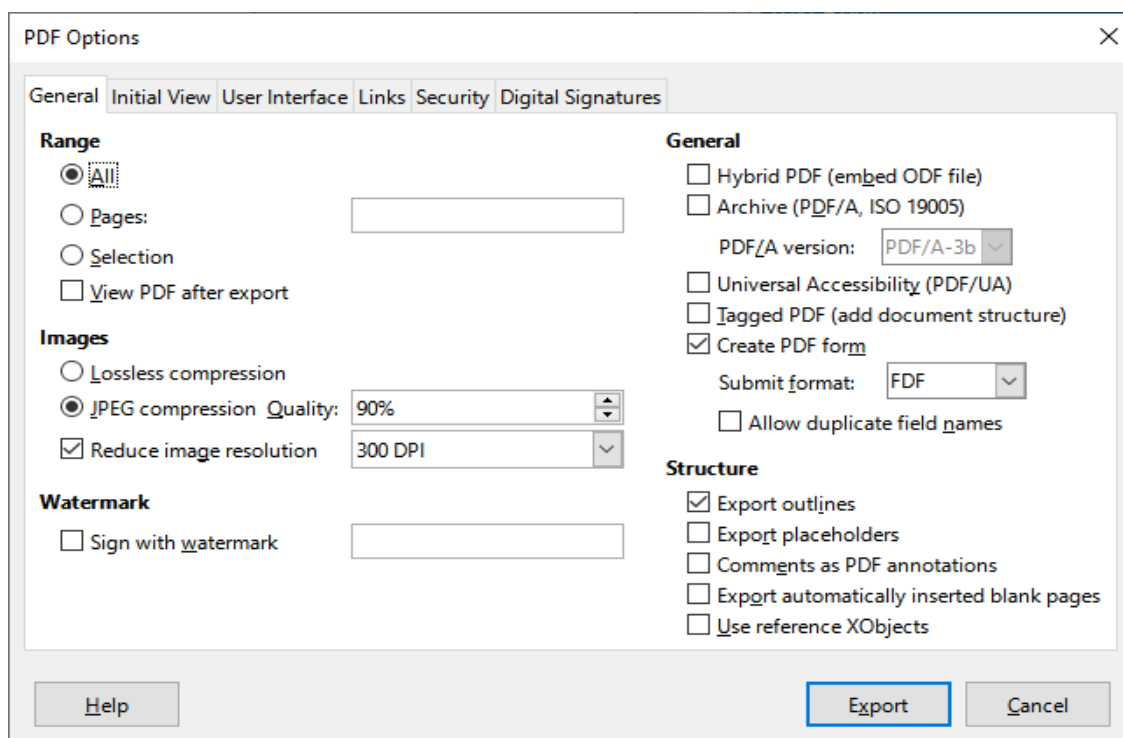 PDF Options
General Initial View User Interface Links Security Digital Signatures
Range
All
Pages:
Selection
View PDF after export
Images
Lossless compression
JPEG compression Quality: 90%
Reduce image resolution 300 DPI
Watermark
Sign with watermark
General
Hybrid PDF (embed ODF file)
Archive (PDF/A, ISO 19005)
PDF/A version: PDF/A-3b
Universal Accessibility (PDF/UA)
Tagged PDF (add document structure)
Create PDF form
Submit format: FDF
Allow duplicate field names
Structure
Export outlines
Export placeholders
Comments as PDF annotations
Export automatically inserted blank pages
Use reference XObjects
Help Export Cancel